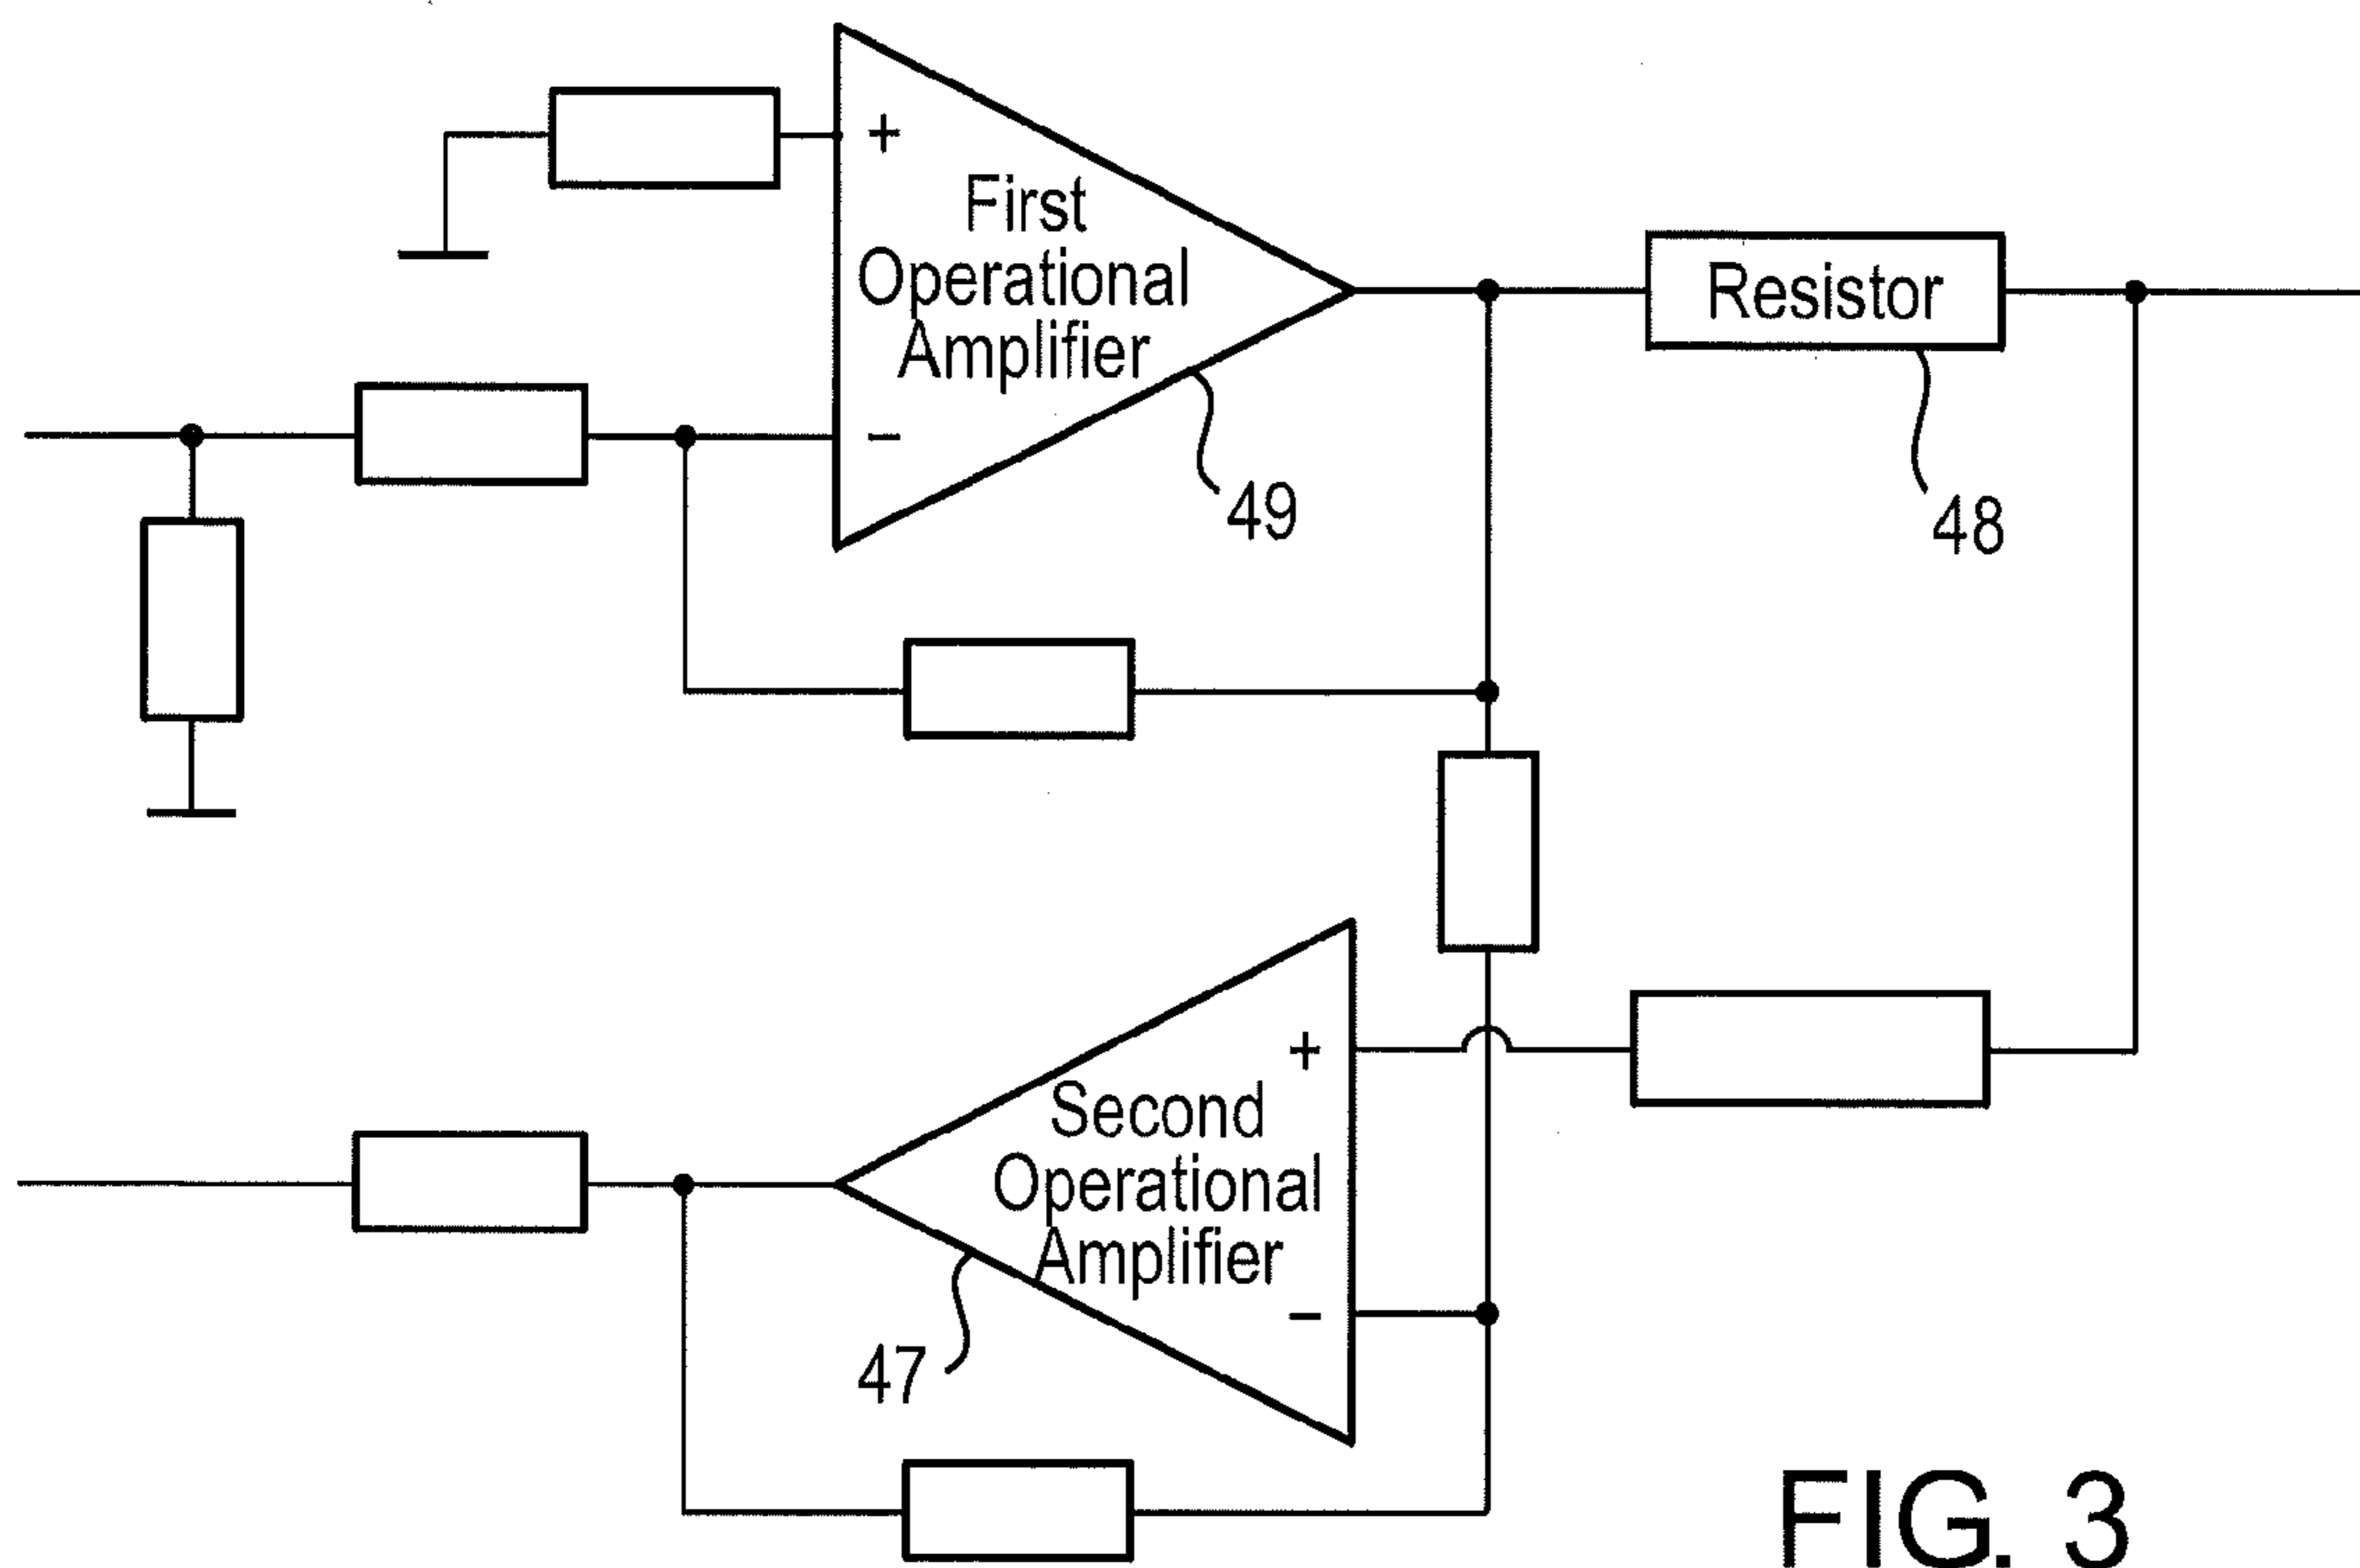 +
First
Operational
Amplifier
−
49
Resistor
48
+
Second
Operational
Amplifier
−
47
FIG. 3